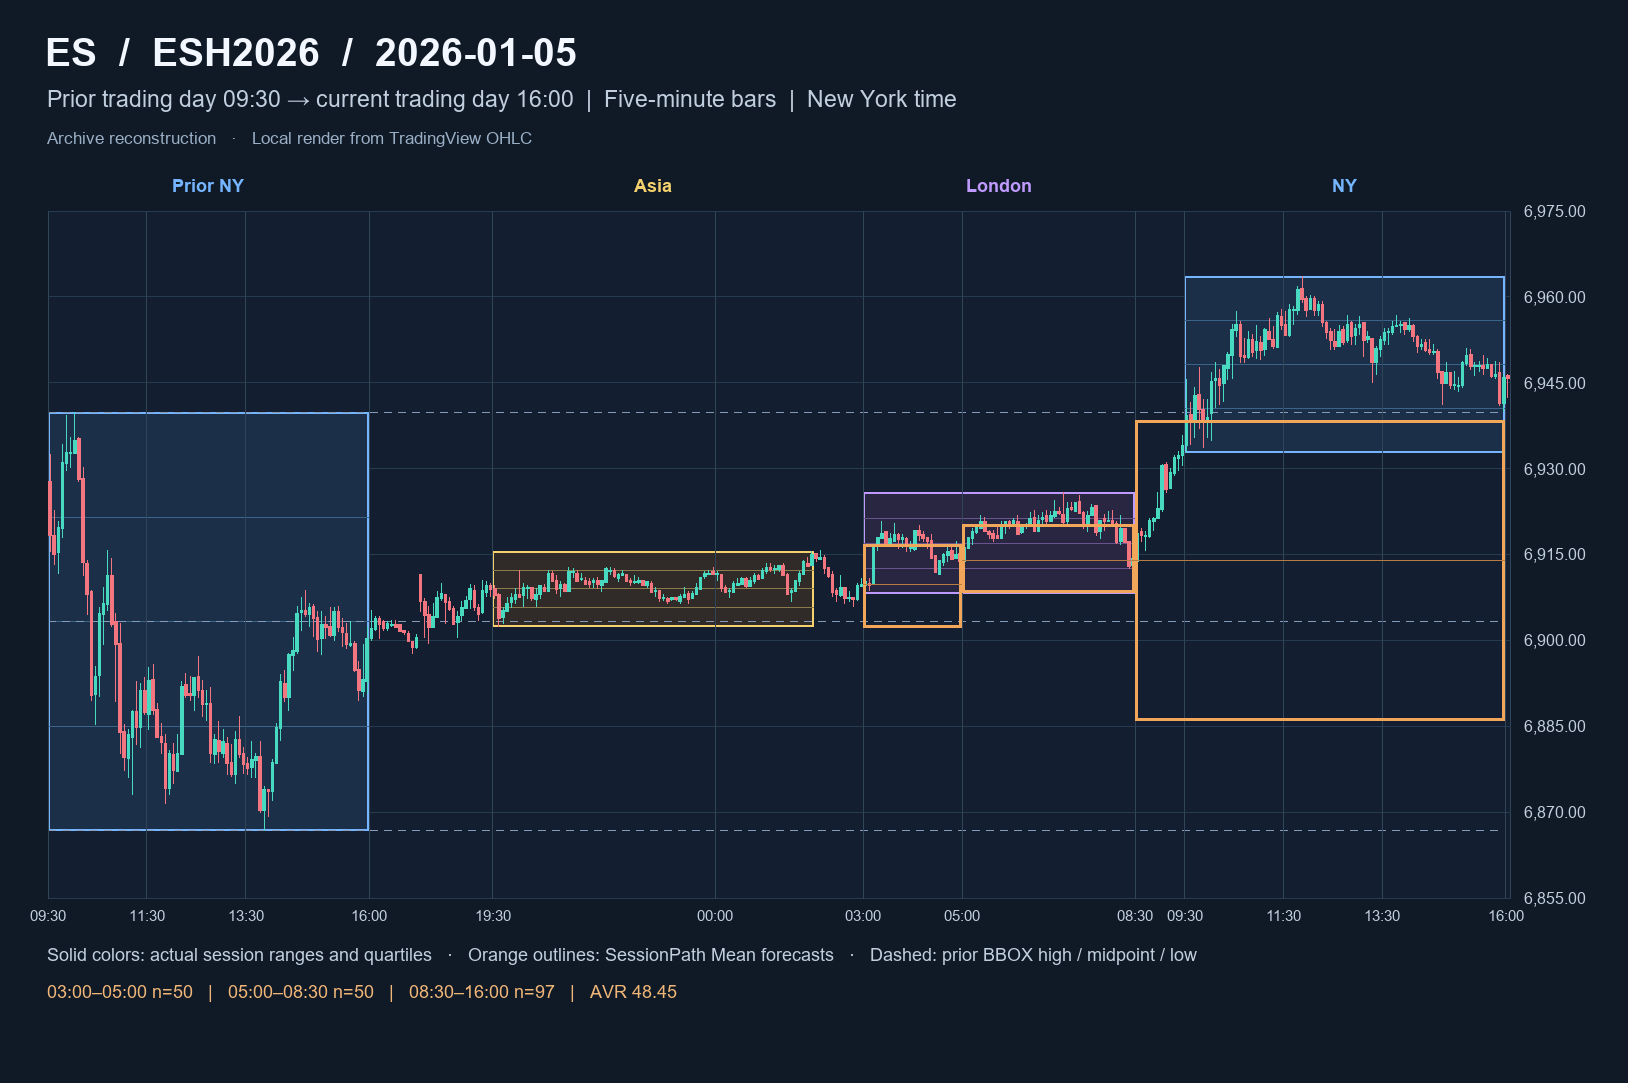 ES / ESH2026 / 2026-01-05
Prior trading day 09:30 → current trading day 16:00 | Five-minute bars | New York time
Archive reconstruction · Local render from TradingView OHLC
Prior NY Asia London NY
6,975.00
6,960.00
6,945.00
6,930.00
6,915.00
6,900.00
6,885.00
6,870.00
6,855.00
09:30 11:30 13:30 16:00 19:30 00:00 03:00 05:00 08:30 09:30 11:30 13:30 16:00
Solid colors: actual session ranges and quartiles · Orange outlines: SessionPath Mean forecasts · Dashed: prior BBOX high / midpoint / low
03:00–05:00 n=50 | 05:00–08:30 n=50 | 08:30–16:00 n=97 | AVR 48.45